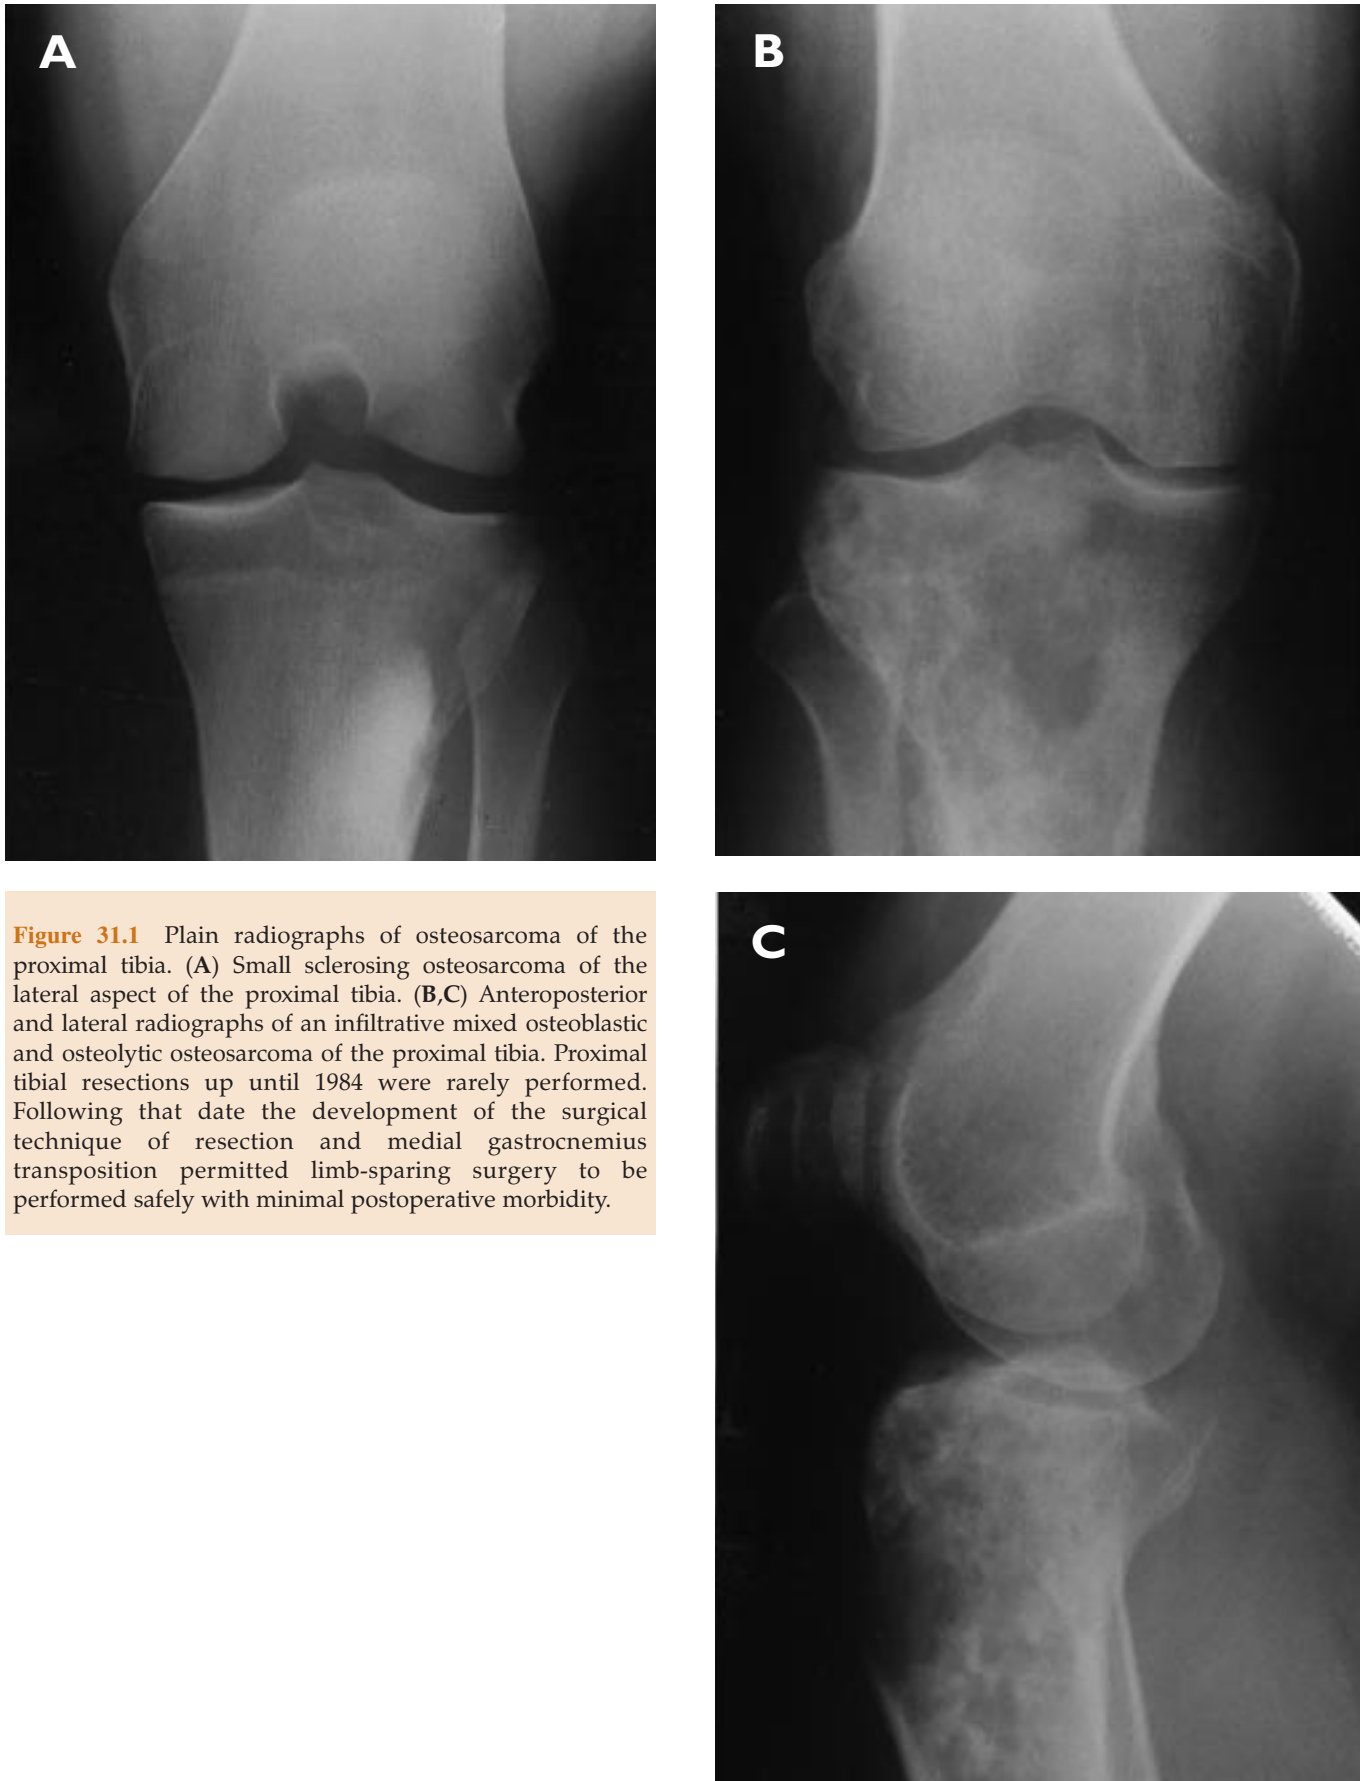 A
B
Figure 31.1 Plain radiographs of osteosarcoma of the
proximal tibia. (A) Small sclerosing osteosarcoma of the
lateral aspect of the proximal tibia. (B,C) Anteroposterior
and lateral radiographs of an infiltrative mixed osteoblastic
and osteolytic osteosarcoma of the proximal tibia. Proximal
tibial resections up until 1984 were rarely performed.
Following that date the development of the surgical
technique of resection and medial gastrocnemius
transposition permitted limb-sparing surgery to be
performed safely with minimal postoperative morbidity.
C